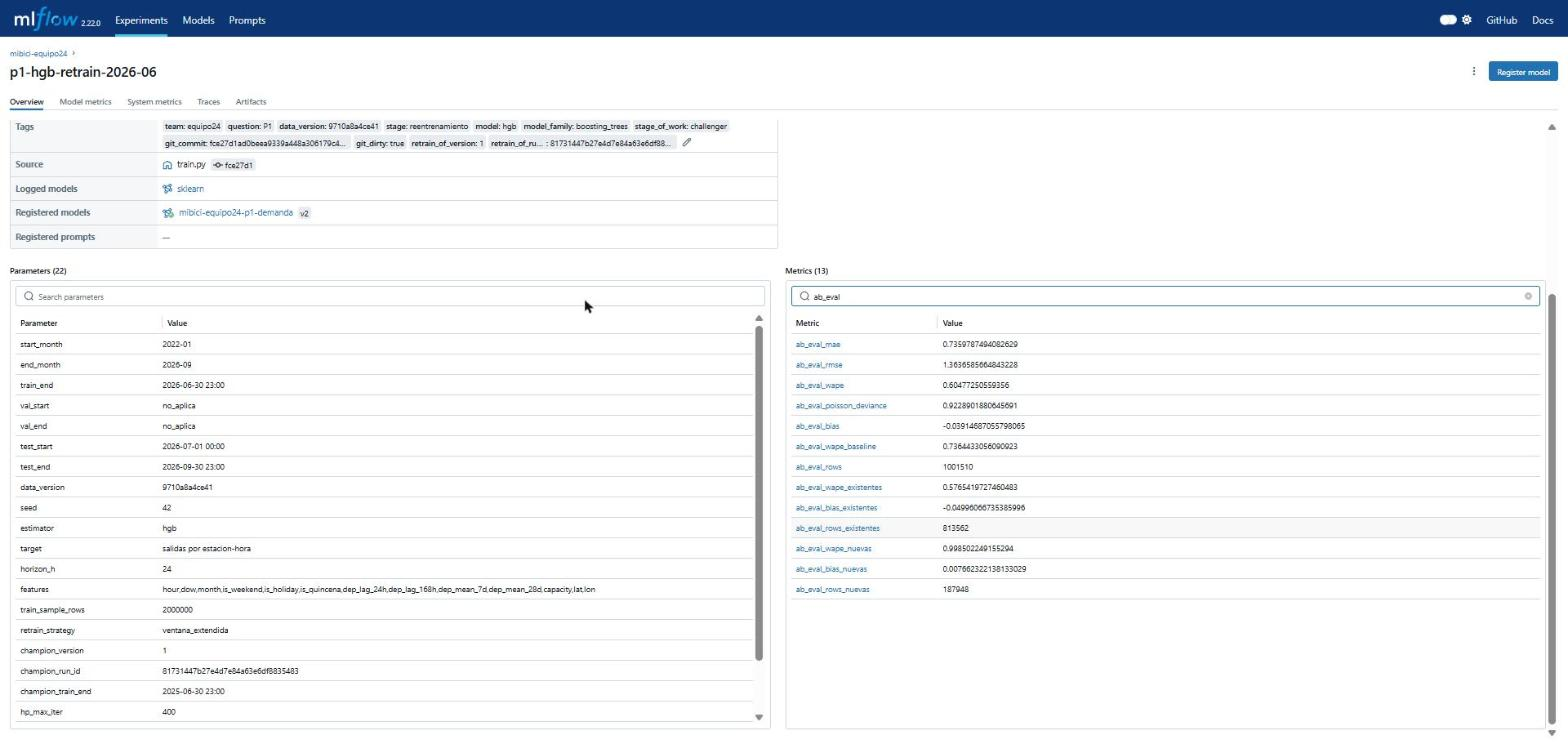 mlflow 2.22.0 Experiments Models Prompts GitHub Docs
mibici-equipo24 ›
p1-hgb-retrain-2026-06 Register model
Overview Model metrics System metrics Traces Artifacts
Tags team: equipo24 question: P1 data_version: 9710a8a4ce41 stage: reentrenamiento model: hgb model_family: boosting_trees stage_of_work: challenger
git_commit: fce27d1ad0beea9339a448a306179c4... git_dirty: true retrain_of_version: 1 retrain_of_ru... : 81731447b27e4d7e84a63e6df88...
Source train.py fce27d1
Logged models sklearn
Registered models mibici-equipo24-p1-demanda v2
Registered prompts —
Parameters (22)
Search parameters
Parameter Value
start_month 2022-01
end_month 2026-09
train_end 2026-06-30 23:00
val_start no_aplica
val_end no_aplica
test_start 2026-07-01 00:00
test_end 2026-09-30 23:00
data_version 9710a8a4ce41
seed 42
estimator hgb
target salidas por estacion-hora
horizon_h 24
features hour,dow,month,is_weekend,is_holiday,is_quincena,dep_lag_24h,dep_lag_168h,dep_mean_7d,dep_mean_28d,capacity,lat,lon
train_sample_rows 2000000
retrain_strategy ventana_extendida
champion_version 1
champion_run_id 81731447b27e4d7e84a63e6df8835483
champion_train_end 2025-06-30 23:00
hp_max_iter 400
Metrics (13)
ab_eval
Metric Value
ab_eval_mae 0.7359787494082629
ab_eval_rmse 1.3636585664843228
ab_eval_wape 0.60477250559356
ab_eval_poisson_deviance 0.9228901880645691
ab_eval_bias -0.03914687055798065
ab_eval_wape_baseline 0.7364433056090923
ab_eval_rows 1001510
ab_eval_wape_existentes 0.5765419727460483
ab_eval_bias_existentes -0.04996066735385996
ab_eval_rows_existentes 813562
ab_eval_wape_nuevas 0.998502249155294
ab_eval_bias_nuevas 0.007662322138133029
ab_eval_rows_nuevas 187948